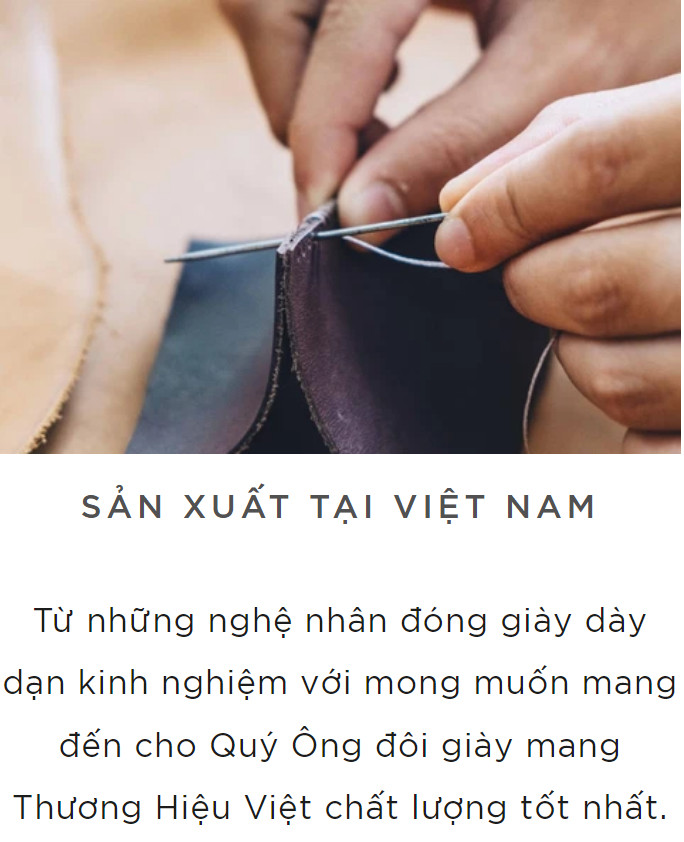 SẢN XUẤT TẠI VIỆT NAM
Từ những nghệ nhân đóng giày dày
dạn kinh nghiệm với mong muốn mang
đến cho Quý Ông đôi giày mang
Thương Hiệu Việt chất lượng tốt nhất.